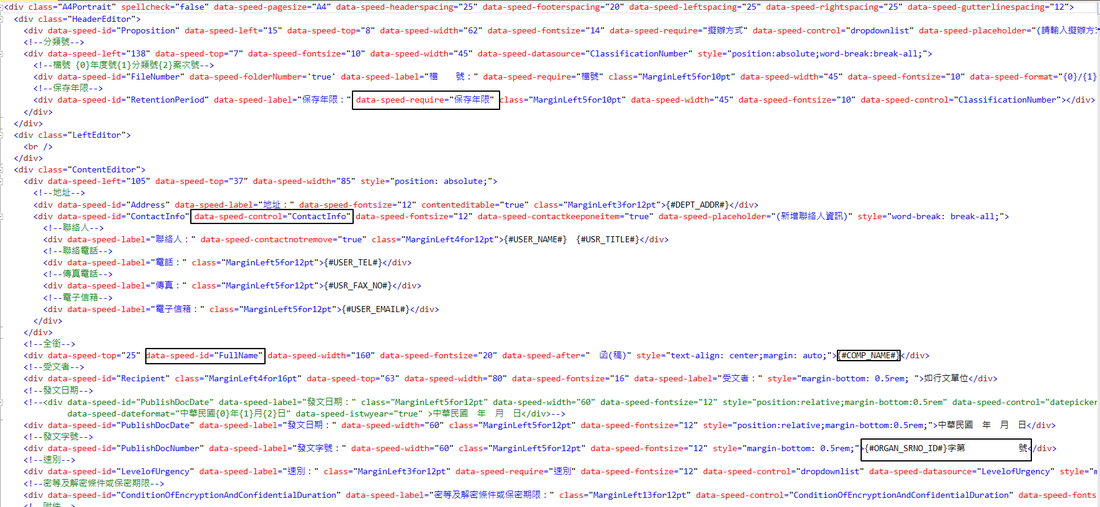 <div class="A4Portrait" spellcheck="false" data-speed-pagesize="A4" data-speed-headerspacing="25" data-speed-footerspacing="20" data-speed-leftspacing="25" data-speed-rightspacing="25" data-speed-gutterlinespacing="12">
<div class="HeaderEditor">
<div data-speed-id="Proposition" data-speed-left="15" data-speed-top="8" data-speed-width="62" data-speed-fontsize="14" data-speed-require="擬辦方式" data-speed-control="dropdownlist" data-speed-placeholder="(請輸入擬辦方
<!--分類號-->
<div data-speed-left="138" data-speed-top="7" data-speed-fontsize="10" data-speed-width="45" data-speed-datasource="ClassificationNumber" style="position:absolute;word-break:break-all;">
<!--檔號 {0}年度號{1}分類號{2}案次號-->
<div data-speed-id="FileNumber" data-speed-folderNumber='true' data-speed-label="檔　　號：" data-speed-require="檔號" class="MarginLeft5for10pt" data-speed-width="45" data-speed-fontsize="10" data-speed-format="{0}/{1}
<!--保存年限-->
<div data-speed-id="RetentionPeriod" data-speed-label="保存年限：" data-speed-require="保存年限" class="MarginLeft5for10pt" data-speed-width="45" data-speed-fontsize="10" data-speed-control="ClassificationNumber"></div>
</div>
</div>
<div class="LeftEditor">
<br />
</div>
<div class="ContentEditor">
<div data-speed-left="105" data-speed-top="37" data-speed-width="85" style="position: absolute;">
<!--地址-->
<div data-speed-id="Address" data-speed-label="地址：" data-speed-fontsize="12" contenteditable="true" class="MarginLeft3for12pt">{#DEPT_ADDR#}</div>
<div data-speed-id="ContactInfo" data-speed-control="ContactInfo" data-speed-fontsize="12" data-speed-contactkeeponeitem="true" data-speed-placeholder="(新增聯絡人資訊)" style="word-break: break-all;">
<!--聯絡人-->
<div data-speed-label="聯絡人：" data-speed-contactnotremove="true" class="MarginLeft4for12pt">{#USER_NAME#}　{#USR_TITLE#}</div>
<!--聯絡電話-->
<div data-speed-label="電話：" class="MarginLeft5for12pt">{#USER_TEL#}</div>
<!--傳真電話-->
<div data-speed-label="傳真：" class="MarginLeft5for12pt">{#USR_FAX_NO#}</div>
<!--電子信箱-->
<div data-speed-label="電子信箱：" class="MarginLeft5for12pt">{#USER_EMAIL#}</div>
</div>
</div>
<!--全銜-->
<div data-speed-top="25" data-speed-id="FullName" data-speed-width="160" data-speed-fontsize="20" data-speed-after="　函(稿)" style="text-align: center;margin: auto;">{#COMP_NAME#}</div>
<!--受文者-->
<div data-speed-id="Recipient" class="MarginLeft4for16pt" data-speed-top="63" data-speed-width="80" data-speed-fontsize="16" data-speed-label="受文者：" style="margin-bottom: 0.5rem; ">如行文單位</div>
<!--發文日期-->
<!--<div data-speed-id="PublishDocDate" data-speed-label="發文日期：" class="MarginLeft5for12pt" data-speed-width="60" data-speed-fontsize="12" style="position:relative;margin-bottom:0.5rem" data-speed-control="datepicker
data-speed-dateformat="中華民國{0}年{1}月{2}日" data-speed-istwyear="true" >中華民國　年　月　日</div>-->
<div data-speed-id="PublishDocDate" data-speed-label="發文日期：" data-speed-width="60" class="MarginLeft5for12pt" data-speed-fontsize="12" style="position:relative;margin-bottom:0.5rem;">中華民國　年　月　日</div>
<!--發文字號-->
<div data-speed-id="PublishDocNumber" data-speed-label="發文字號：" data-speed-width="60" class="MarginLeft5for12pt" data-speed-fontsize="12" style="margin-bottom: 0.5rem;">{#ORGAN_SRNO_ID#}字第　　　　　號</div>
<!--速別-->
<div data-speed-id="LevelofUrgency" data-speed-label="速別：" class="MarginLeft3for12pt" data-speed-require="速別" data-speed-fontsize="12" data-speed-control="dropdownlist" data-speed-datasource="LevelofUrgency" style="m
<!--密等及解密條件或保密期限-->
<div data-speed-id="ConditionOfEncryptionAndConfidentialDuration" data-speed-label="密等及解密條件或保密期限：" class="MarginLeft13for12pt" data-speed-control="ConditionOfEncryptionAndConfidentialDuration" data-speed-fonts
<!--附件-->